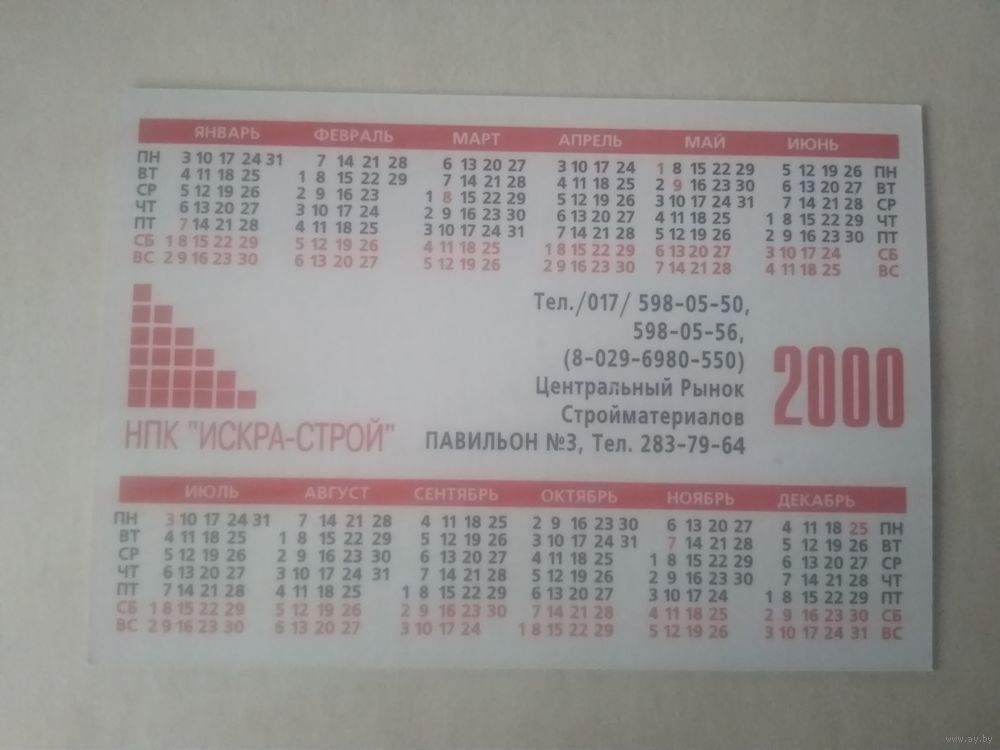 ЯНВАРЬ ФЕВРАЛЬ МАРТ АПРЕЛЬ МАЙ ИЮНЬ
ПН 3 10 17 24 31 7 14 21 28 6 13 20 27 3 10 17 24 1 8 15 22 29 5 12 19 26 ПН
ВТ 4 11 18 25 1 8 15 22 29 7 14 21 28 4 11 18 25 2 9 16 23 30 6 13 20 27 ВТ
СР 5 12 19 26 2 9 16 23 1 8 15 22 29 5 12 19 26 3 10 17 24 31 7 14 21 28 СР
ЧТ 6 13 20 27 3 10 17 24 2 9 16 23 30 6 13 20 27 4 11 18 25 1 8 15 22 29 ЧТ
ПТ 7 14 21 28 4 11 18 25 3 10 17 24 31 7 14 21 28 5 12 19 26 2 9 16 23 30 ПТ
СБ 1 8 15 22 29 5 12 19 26 4 11 18 25 1 8 15 22 29 6 13 20 27 3 10 17 24 СБ
ВС 2 9 16 23 30 6 13 20 27 5 12 19 26 2 9 16 23 30 7 14 21 28 4 11 18 25 ВС
Тел./017/ 598-05-50,
598-05-56,
(8-029-6980-550)
Центральный Рынок
Стройматериалов
ПАВИЛЬОН №3, Тел. 283-79-64
2000
НПК "ИСКРА-СТРОЙ"
ИЮЛЬ АВГУСТ СЕНТЯБРЬ ОКТЯБРЬ НОЯБРЬ ДЕКАБРЬ
ПН 3 10 17 24 31 7 14 21 28 4 11 18 25 2 9 16 23 30 6 13 20 27 4 11 18 25 ПН
ВТ 4 11 18 25 1 8 15 22 29 5 12 19 26 3 10 17 24 31 7 14 21 28 5 12 19 26 ВТ
СР 5 12 19 26 2 9 16 23 30 6 13 20 27 4 11 18 25 1 8 15 22 29 6 13 20 27 СР
ЧТ 6 13 20 27 3 10 17 24 31 7 14 21 28 5 12 19 26 2 9 16 23 30 7 14 21 28 ЧТ
ПТ 7 14 21 28 4 11 18 25 1 8 15 22 29 6 13 20 27 3 10 17 24 1 8 15 22 29 ПТ
СБ 1 8 15 22 29 5 12 19 26 2 9 16 23 30 7 14 21 28 4 11 18 25 2 9 16 23 30 СБ
ВС 2 9 16 23 30 6 13 20 27 3 10 17 24 1 8 15 22 29 5 12 19 26 3 10 17 24 31 ВС
www.ay.by